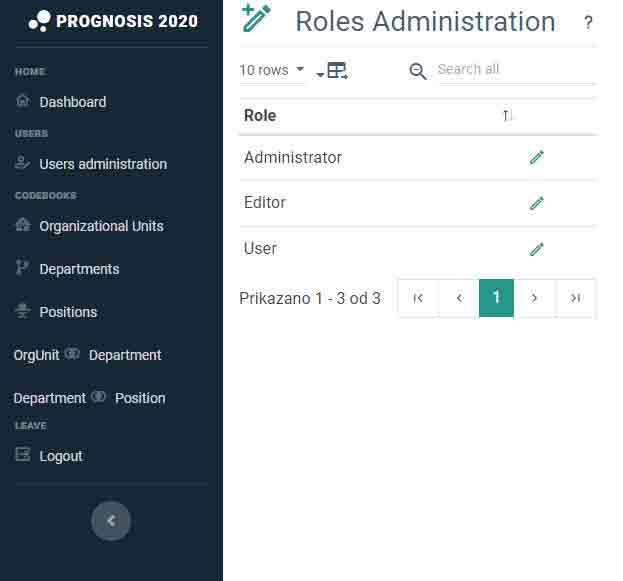 PROGNOSIS 2020
HOME
Dashboard
USERS
Users administration
CODEBOOKS
Organizational Units
Departments
Positions
OrgUnit Department
Department Position
LEAVE
Logout
Roles Administration ?
10 rows Search all
Role
Administrator
Editor
User
Prikazano 1 - 3 od 3 1